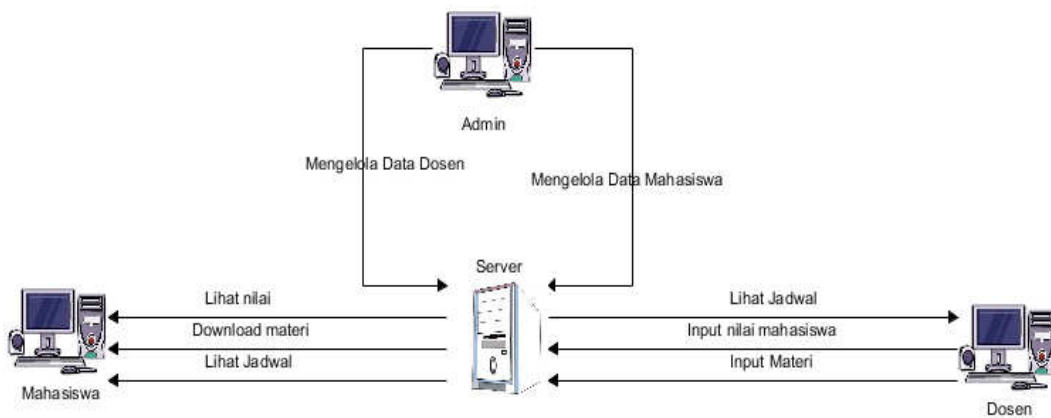 Admin
Mengelola Data Dosen
Mengelola Data Mahasiswa
Server
Lihat nilai
Lihat Jadwal
Download materi
Input nilai mahasiswa
Lihat Jadwal
Input Materi
Mahasiswa
Dosen